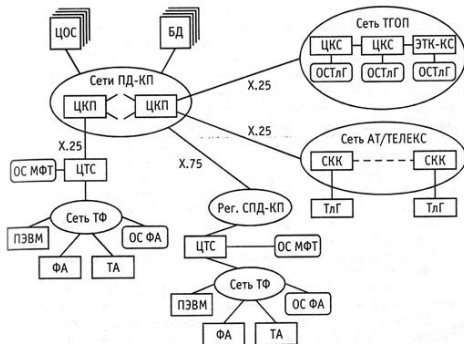 ЦОС
БД
Сеть ТГОП
ЦКС
ЦКС
ЭТК-КС
ОСТлГ
ОСТлГ
ОСТлГ
Сети ПД-КП
ЦКП
ЦКП
X.25
X.25
X.25
X.75
Сеть АТ/ТЕЛЕКС
СКК
СКК
ТлГ
ТлГ
ОС МФТ
ЦТС
Сеть ТФ
ПЭВМ
ОС ФА
ФА
ТА
Рег. СПД-КП
ЦТС
ОС МФТ
Сеть ТФ
ПЭВМ
ОС ФА
ФА
ТА